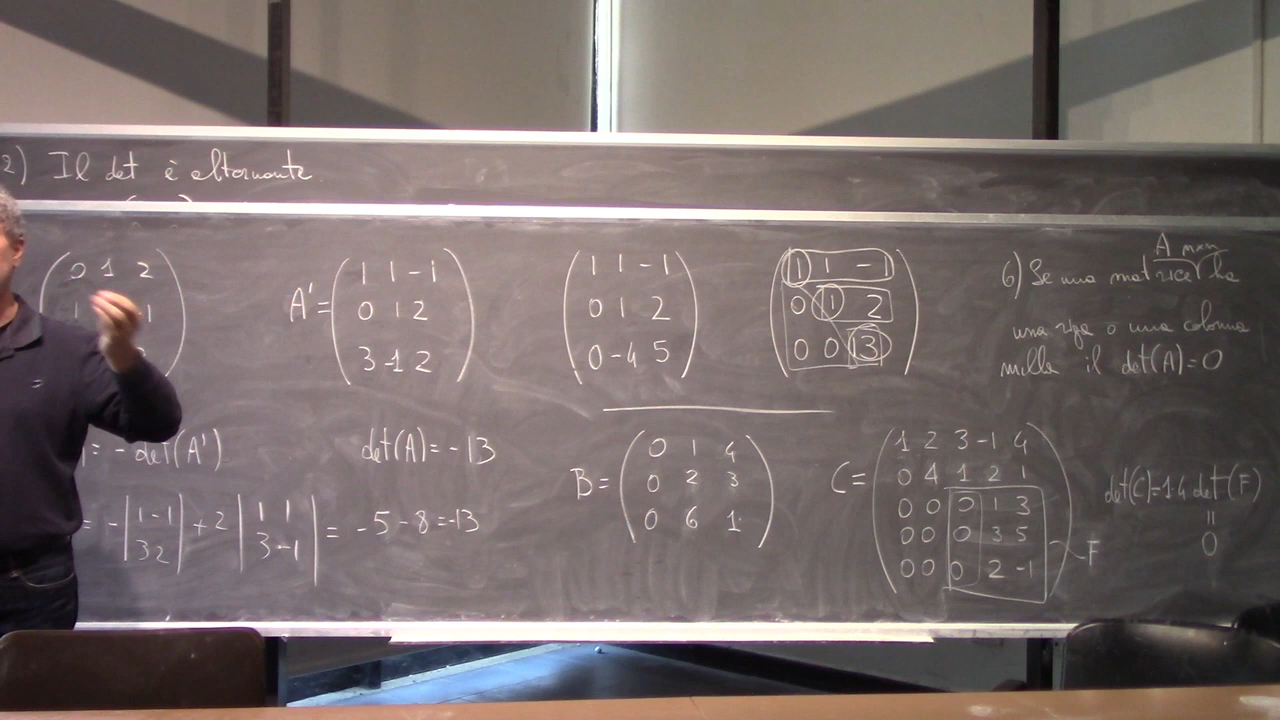 2) Il det è alternante.
0 1 2
1 1
A' = ( 1 1 -1
0 1 2
3 -1 2 )
( 1 1 -1
0 1 2
0 -4 5 )
( 1 1 -1
0 1 2
0 0 13 )
6) Se una matrice A n×n ha
una riga o una colonna
nulla il det(A)=0
= -det(A')
det(A) = -13
= - | 1 -1 | + 2 | 1 1 | = -5 -8 = -13
3 2 3 -1
B = ( 0 1 4
0 2 3
0 6 1 )
C = ( 1 2 3 -1 4
0 4 1 2 1
0 0 0 1 3
0 0 0 3 5
0 0 0 2 -1 )
F
det(C) = 1·4 det(F)
=
0